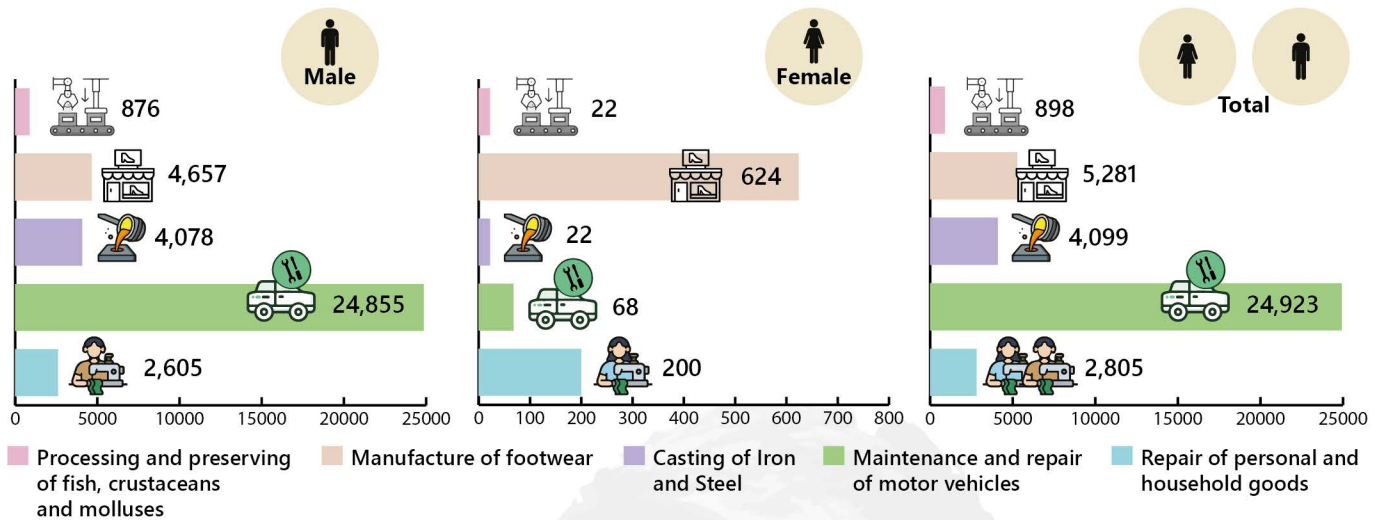 Male
876
4,657
4,078
24,855
2,605
0 5000 10000 15000 20000 25000
Female
22
624
22
68
200
0 100 200 300 400 500 600 700 800
Total
898
5,281
4,099
24,923
2,805
0 5000 10000 15000 20000 25000
Processing and preserving
of fish, crustaceans
and molluses
Manufacture of footwear
Casting of Iron
and Steel
Maintenance and repair
of motor vehicles
Repair of personal and
household goods